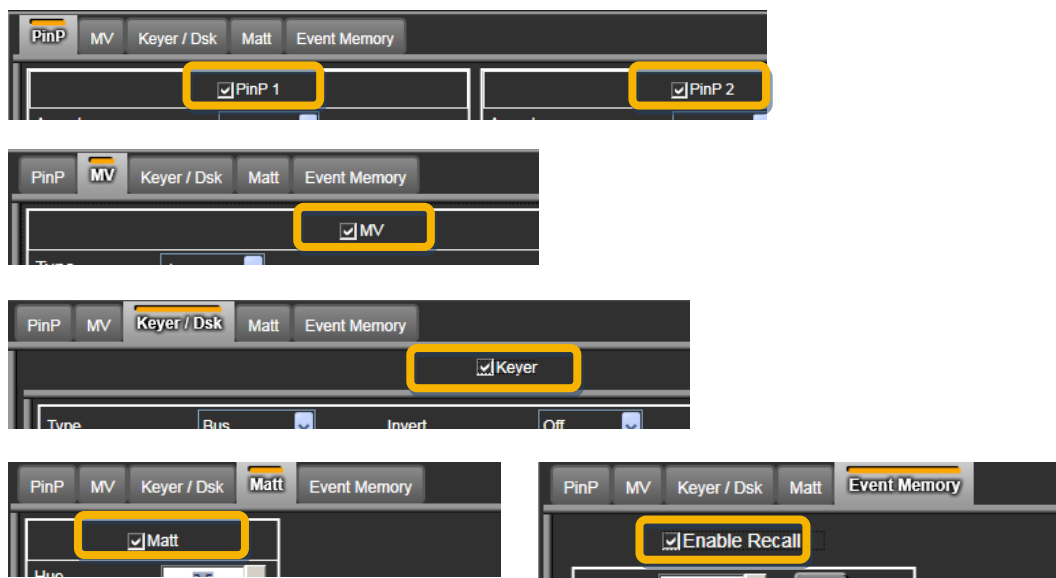 PinP MV Keyer / Dsk Matt Event Memory
PinP 1 PinP 2
PinP MV Keyer / Dsk Matt Event Memory
MV
Type
PinP MV Keyer / Dsk Matt Event Memory
Keyer
Type Bus Invert Off
PinP MV Keyer / Dsk Matt Event Memory
Matt
Hue
PinP MV Keyer / Dsk Matt Event Memory
Enable Recall